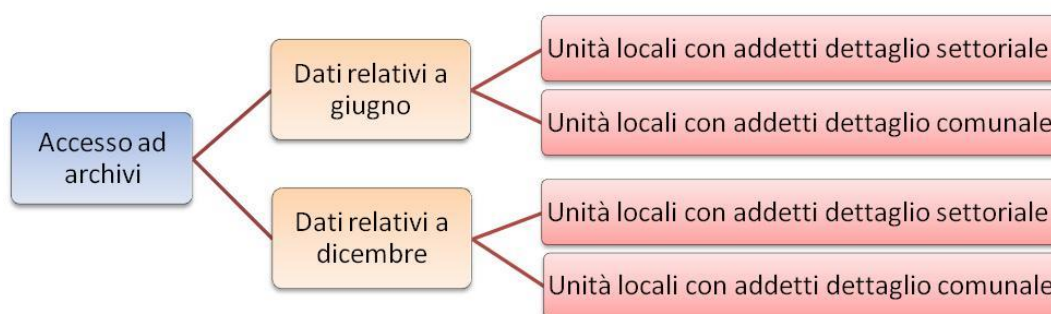 Accesso ad
archivi
Dati relativi a
giugno
Unità locali con addetti dettaglio settoriale
Unità locali con addetti dettaglio comunale
Dati relativi a
dicembre
Unità locali con addetti dettaglio settoriale
Unità locali con addetti dettaglio comunale